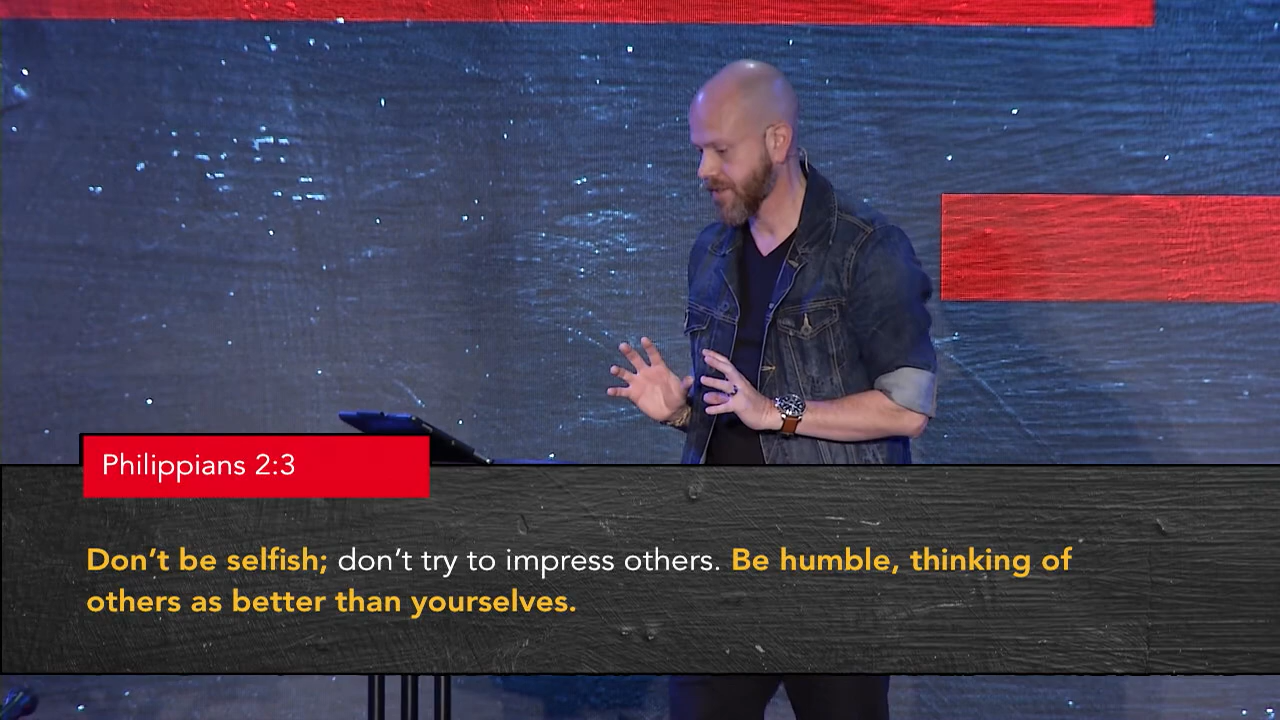 Philippians 2:3
Don’t be selfish; don’t try to impress others. Be humble, thinking of
others as better than yourselves.